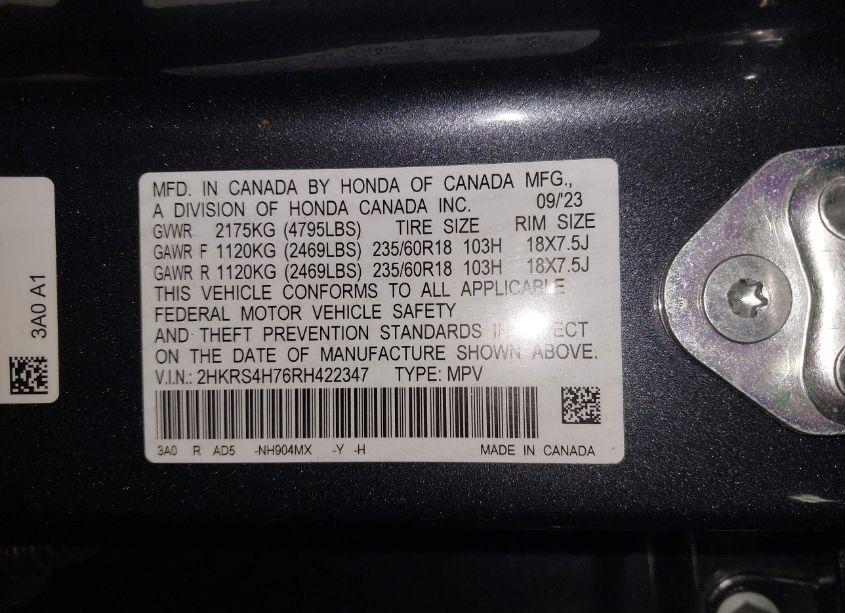 MFD. IN CANADA BY HONDA OF CANADA MFG.,
A DIVISION OF HONDA CANADA INC. 09/'23
GVWR 2175KG (4795LBS) TIRE SIZE RIM SIZE
GAWR F 1120KG (2469LBS) 235/60R18 103H 18X7.5J
GAWR R 1120KG (2469LBS) 235/60R18 103H 18X7.5J
THIS VEHICLE CONFORMS TO ALL APPLICABLE
FEDERAL MOTOR VEHICLE SAFETY
AND THEFT PREVENTION STANDARDS IN EFFECT
ON THE DATE OF MANUFACTURE SHOWN ABOVE.
V.I.N.: 2HKRS4H76RH422347 TYPE: MPV
3A0 R AD5 -NH904MX -Y -H MADE IN CANADA
3A0 A1